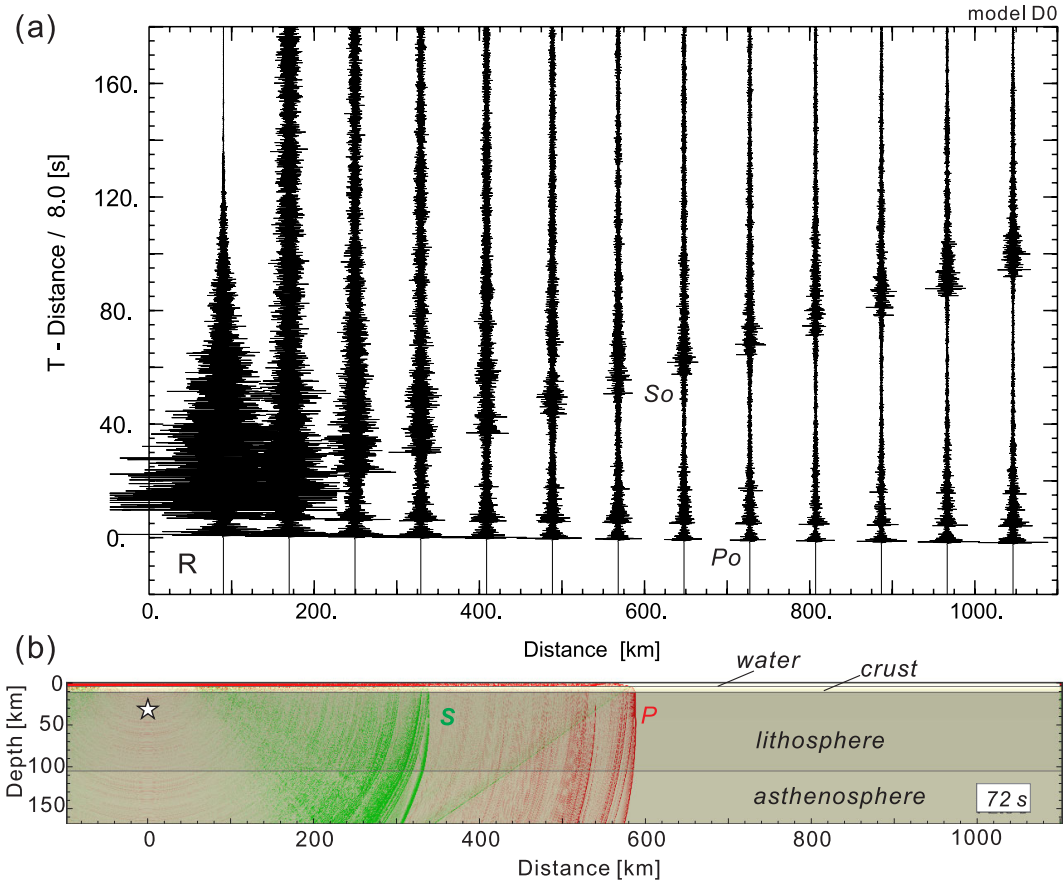 model D0
(a)
160.
120.
80.
40.
0.
T - Distance / 8.0 [s]
So
Po
R
0. 200. 400. 600. 800. 1000.
Distance [km]
(b)
water
crust
0
50
100
150
Depth [km]
S
P
lithosphere
asthenosphere
72 s
0 200 400 600 800 1000
Distance [km]